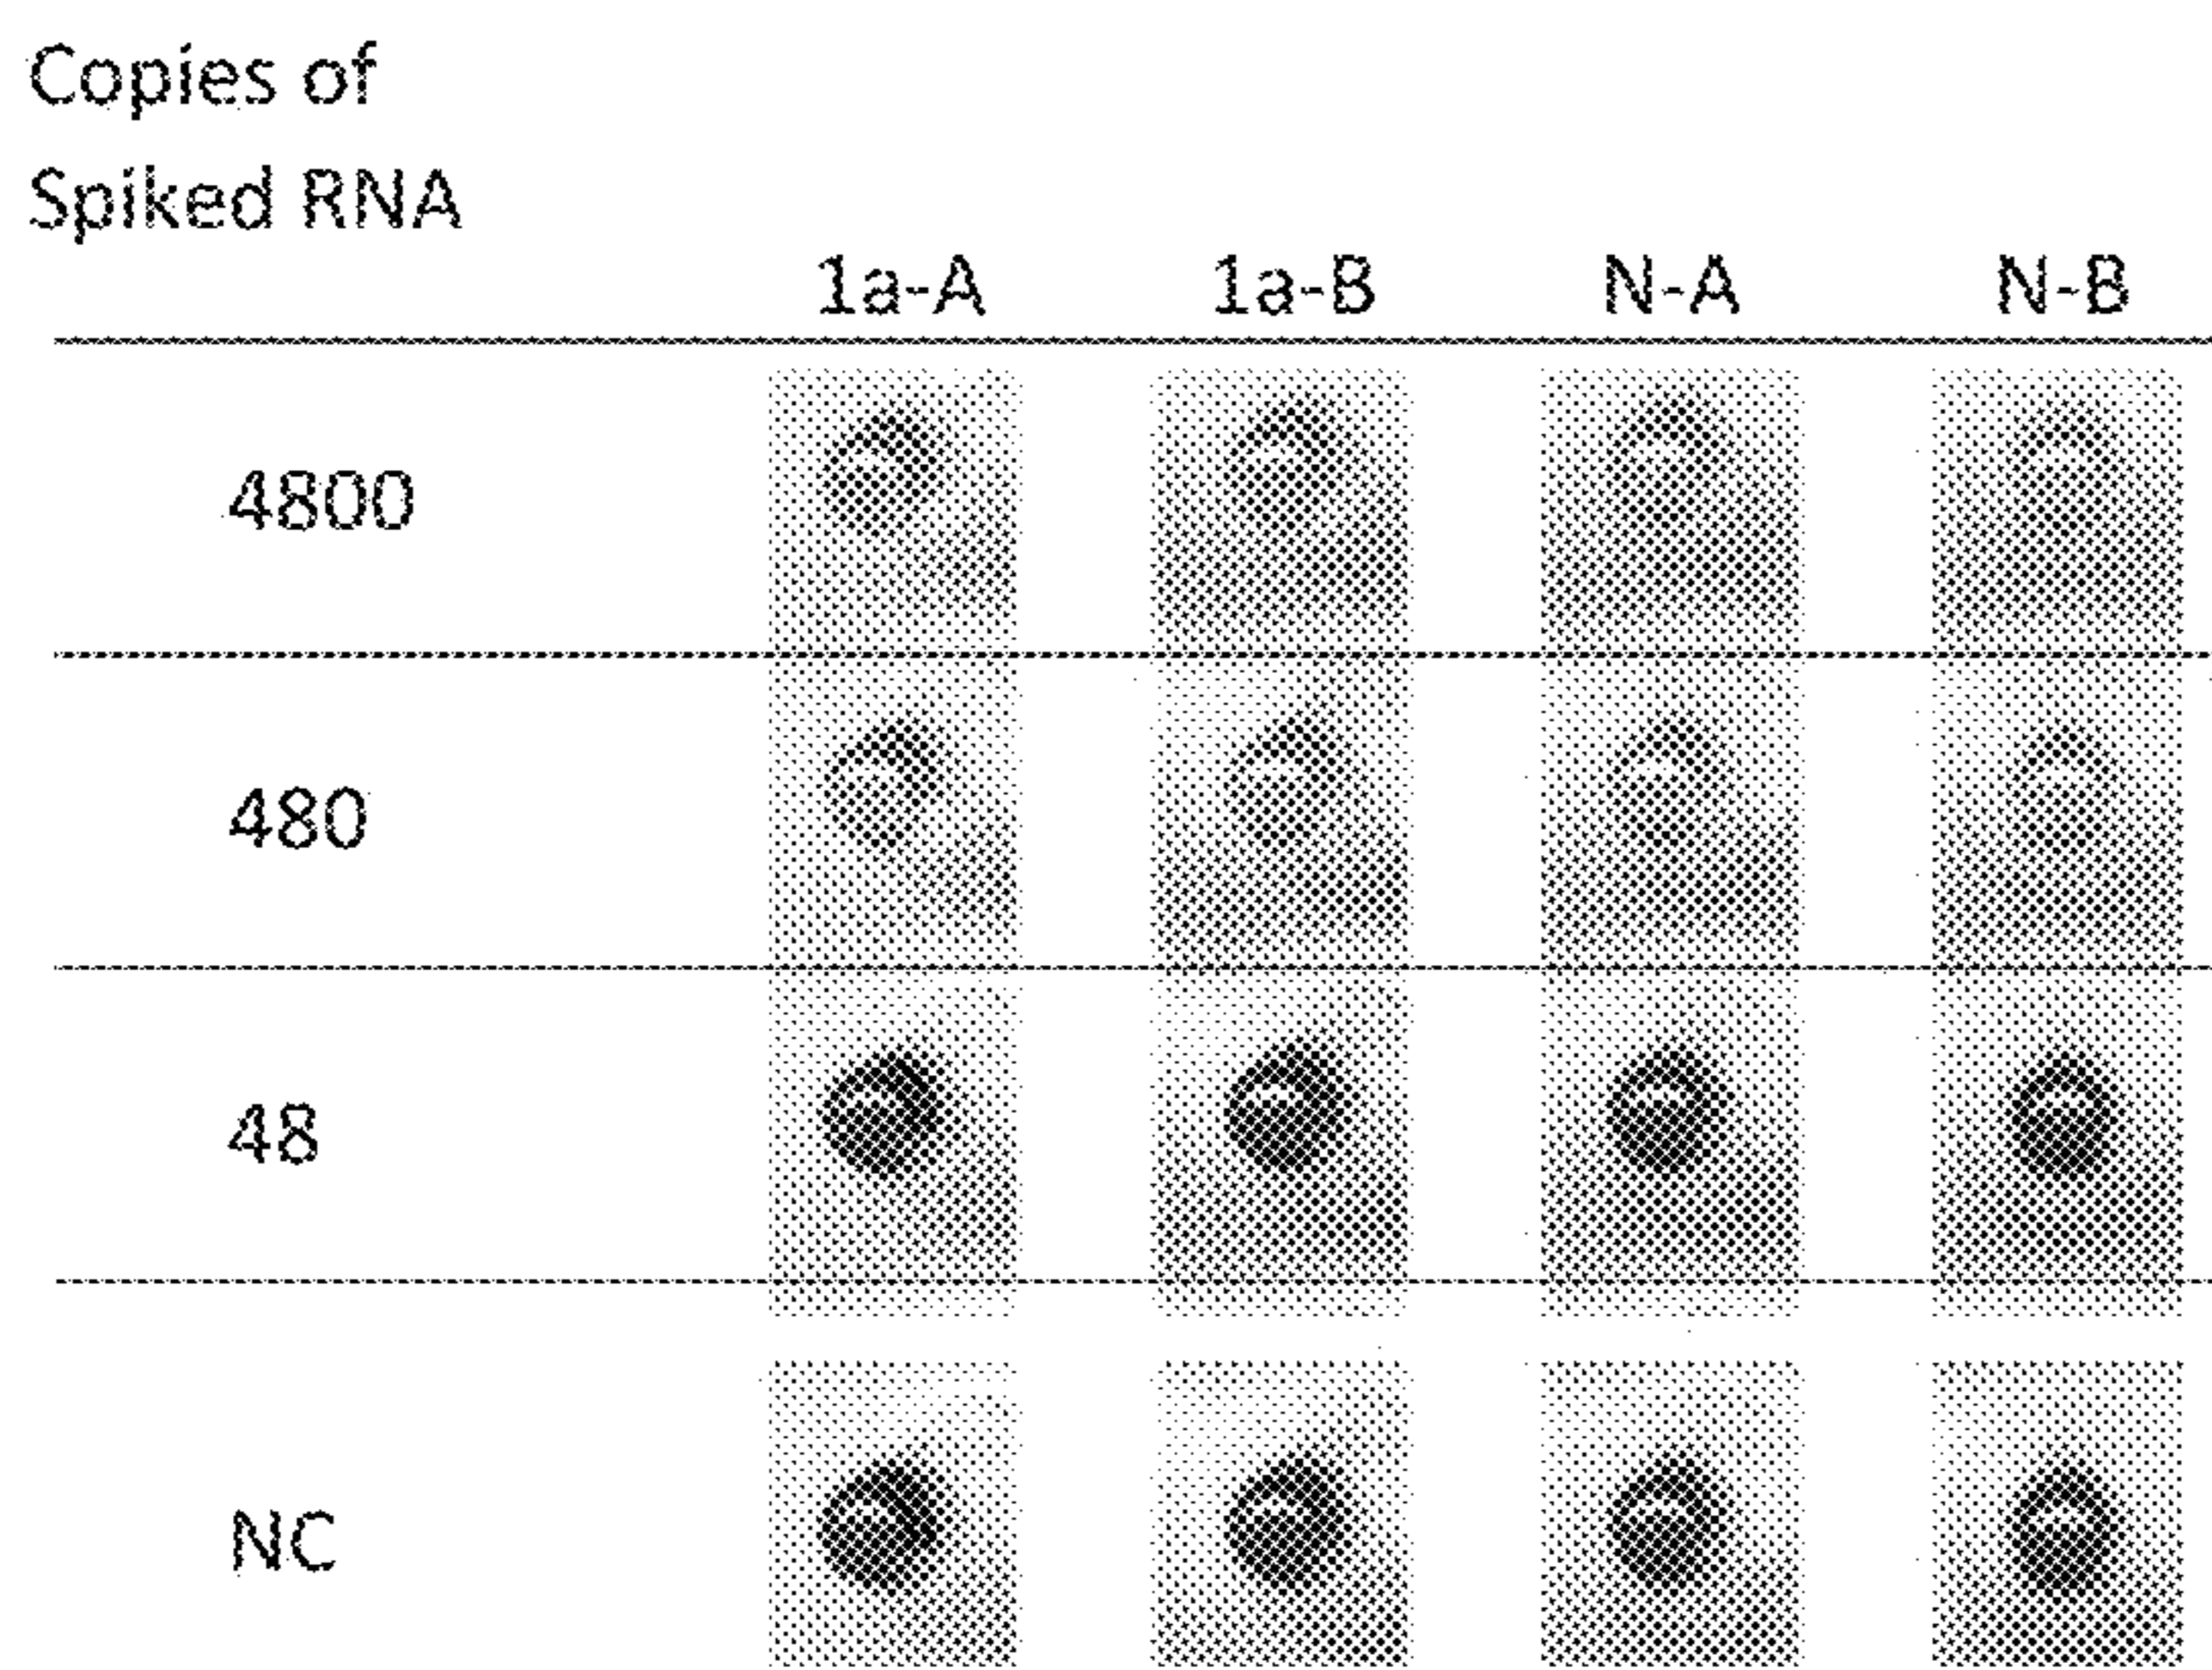 Copies of
Spiked RNA
1a-A 1a-B N-A N-B
4800
480
48
NC